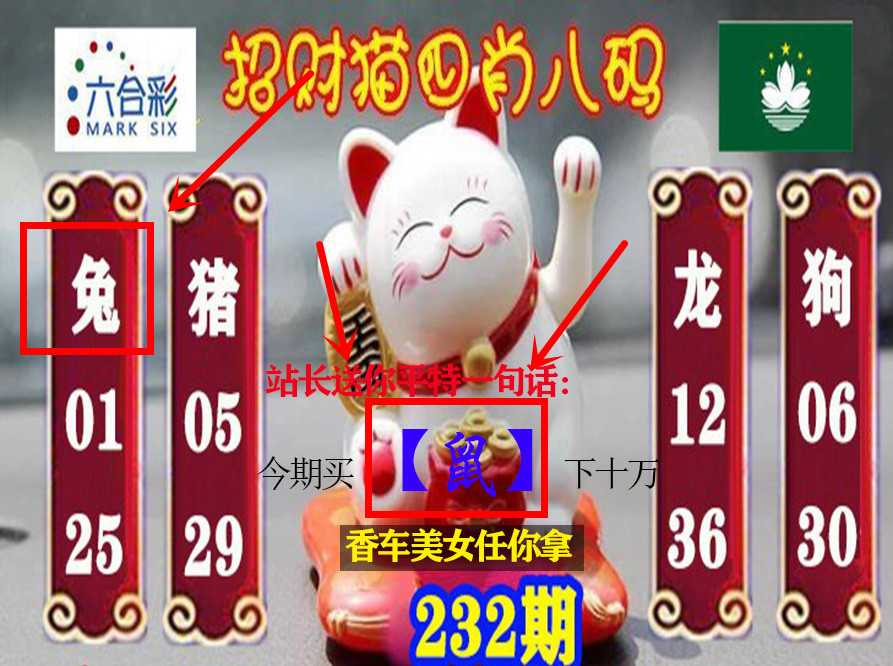 招财猫四肖八码
六合彩
MARK SIX
兔
01
25
猪
05
29
龙
12
36
狗
06
30
站长送你平特一句话：
今期买【鼠】下十万
香车美女任你拿
232期